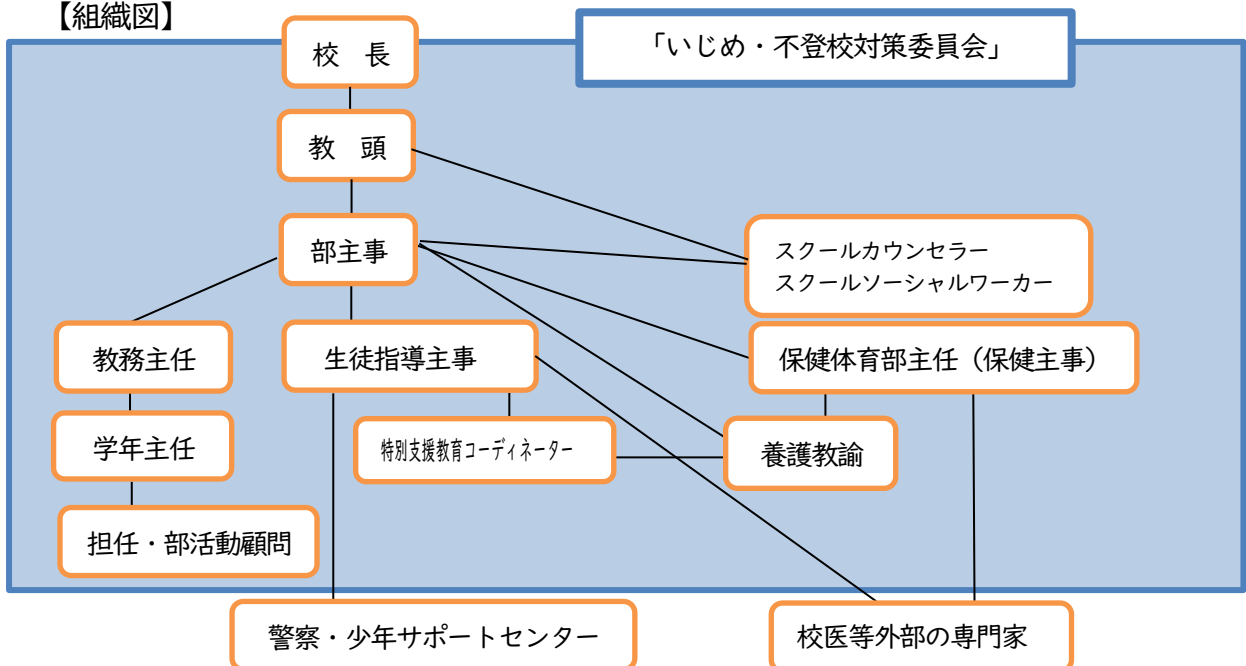 【組織図】
「いじめ・不登校対策委員会」
校　長
教　頭
部主事
スクールカウンセラー
スクールソーシャルワーカー
教務主任
生徒指導主事
保健体育部主任（保健主事）
学年主任
特別支援教育コーディネーター
養護教諭
担任・部活動顧問
警察・少年サポートセンター
校医等外部の専門家